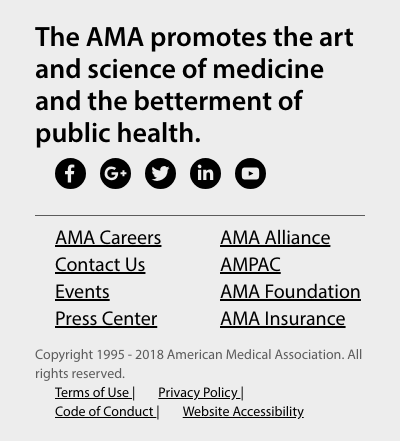 The AMA promotes the art
and science of medicine
and the betterment of
public health.
f G+ in
AMA Careers AMA Alliance
Contact Us AMPAC
Events AMA Foundation
Press Center AMA Insurance
Copyright 1995 - 2018 American Medical Association. All
rights reserved.
Terms of Use | Privacy Policy |
Code of Conduct | Website Accessibility